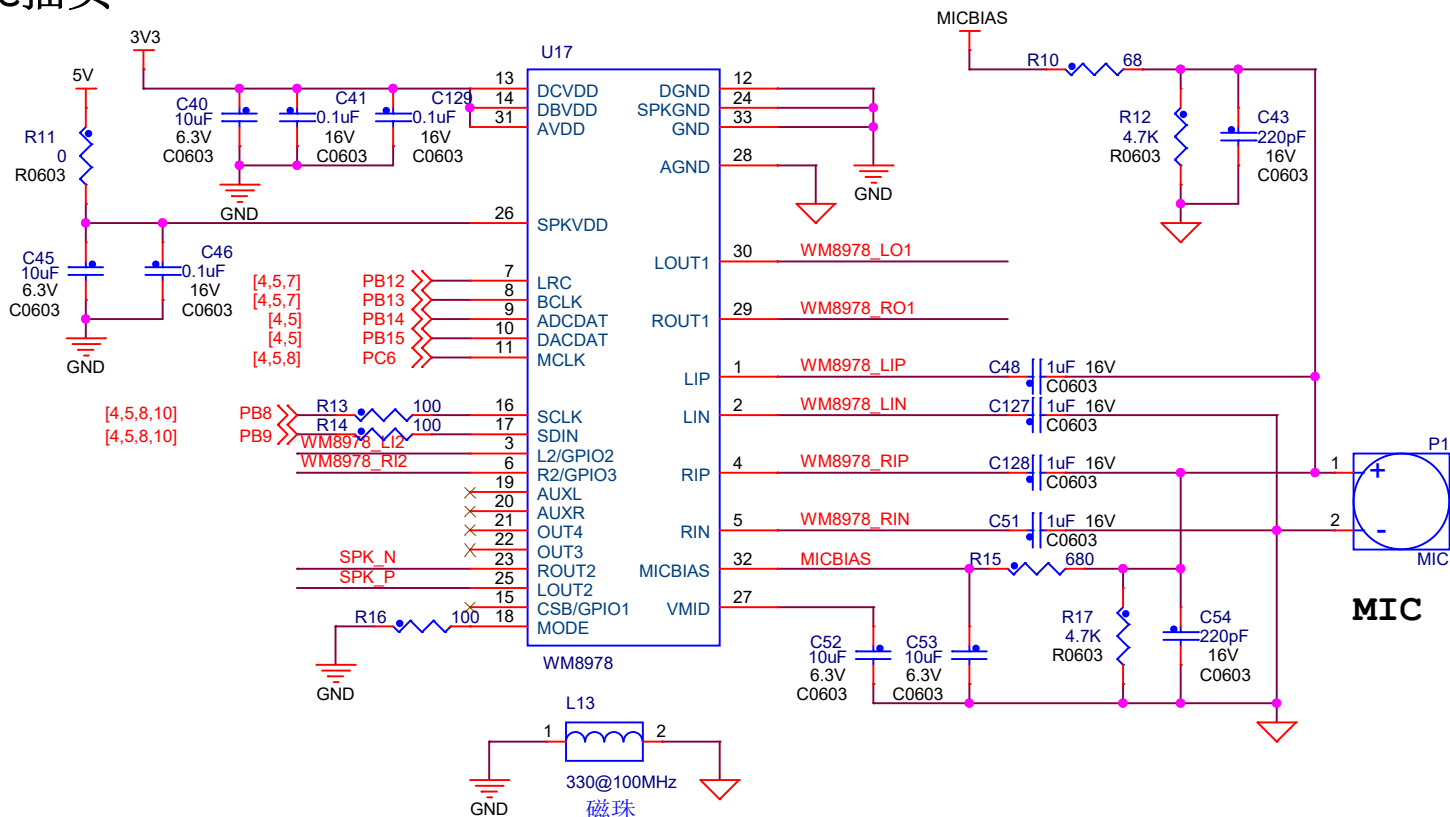 MICBIAS
3V3
5V
U17
R10 68
13 DCVDD
14 DBVDD
31 AVDD
DGND 12
SPKGND 24
GND 33
AGND 28
C40
10uF
6.3V
C0603
C41
0.1uF
16V
C0603
C129
0.1uF
16V
C0603
R11
0
R0603
GND
GND
R12
4.7K
R0603
C43
220pF
16V
C0603
26 SPKVDD
C45
10uF
6.3V
C0603
C46
0.1uF
16V
C0603
GND
LOUT1 30 WM8978_LO1
ROUT1 29 WM8978_RO1
[4,5,7] PB12 7 LRC
[4,5,7] PB13 8 BCLK
[4,5] PB14 9 ADCDAT
[4,5] PB15 10 DACDAT
[4,5,8] PC6 11 MCLK
LIP 1 WM8978_LIP C48 1uF 16V
C0603
LIN 2 WM8978_LIN C127 1uF 16V
C0603
[4,5,8,10] PB8 R13 100 16 SCLK
[4,5,8,10] PB9 R14 100 17 SDIN
WM8978_LI2 3 L2/GPIO2
WM8978_RI2 6 R2/GPIO3
RIP 4 WM8978_RIP C128 1uF 16V
C0603
19 AUXL
20 AUXR
21 OUT4
22 OUT3
RIN 5 WM8978_RIN C51 1uF 16V
C0603
P1
1 +
2 -
MIC
MIC
SPK_N 23 ROUT2
SPK_P 25 LOUT2
15 CSB/GPIO1
R16 100 18 MODE
GND
MICBIAS 32 MICBIAS R15 680
VMID 27
C52
10uF
6.3V
C0603
C53
10uF
6.3V
C0603
R17
4.7K
R0603
C54
220pF
16V
C0603
WM8978
L13
1 2
330@100MHz
磁珠
GND